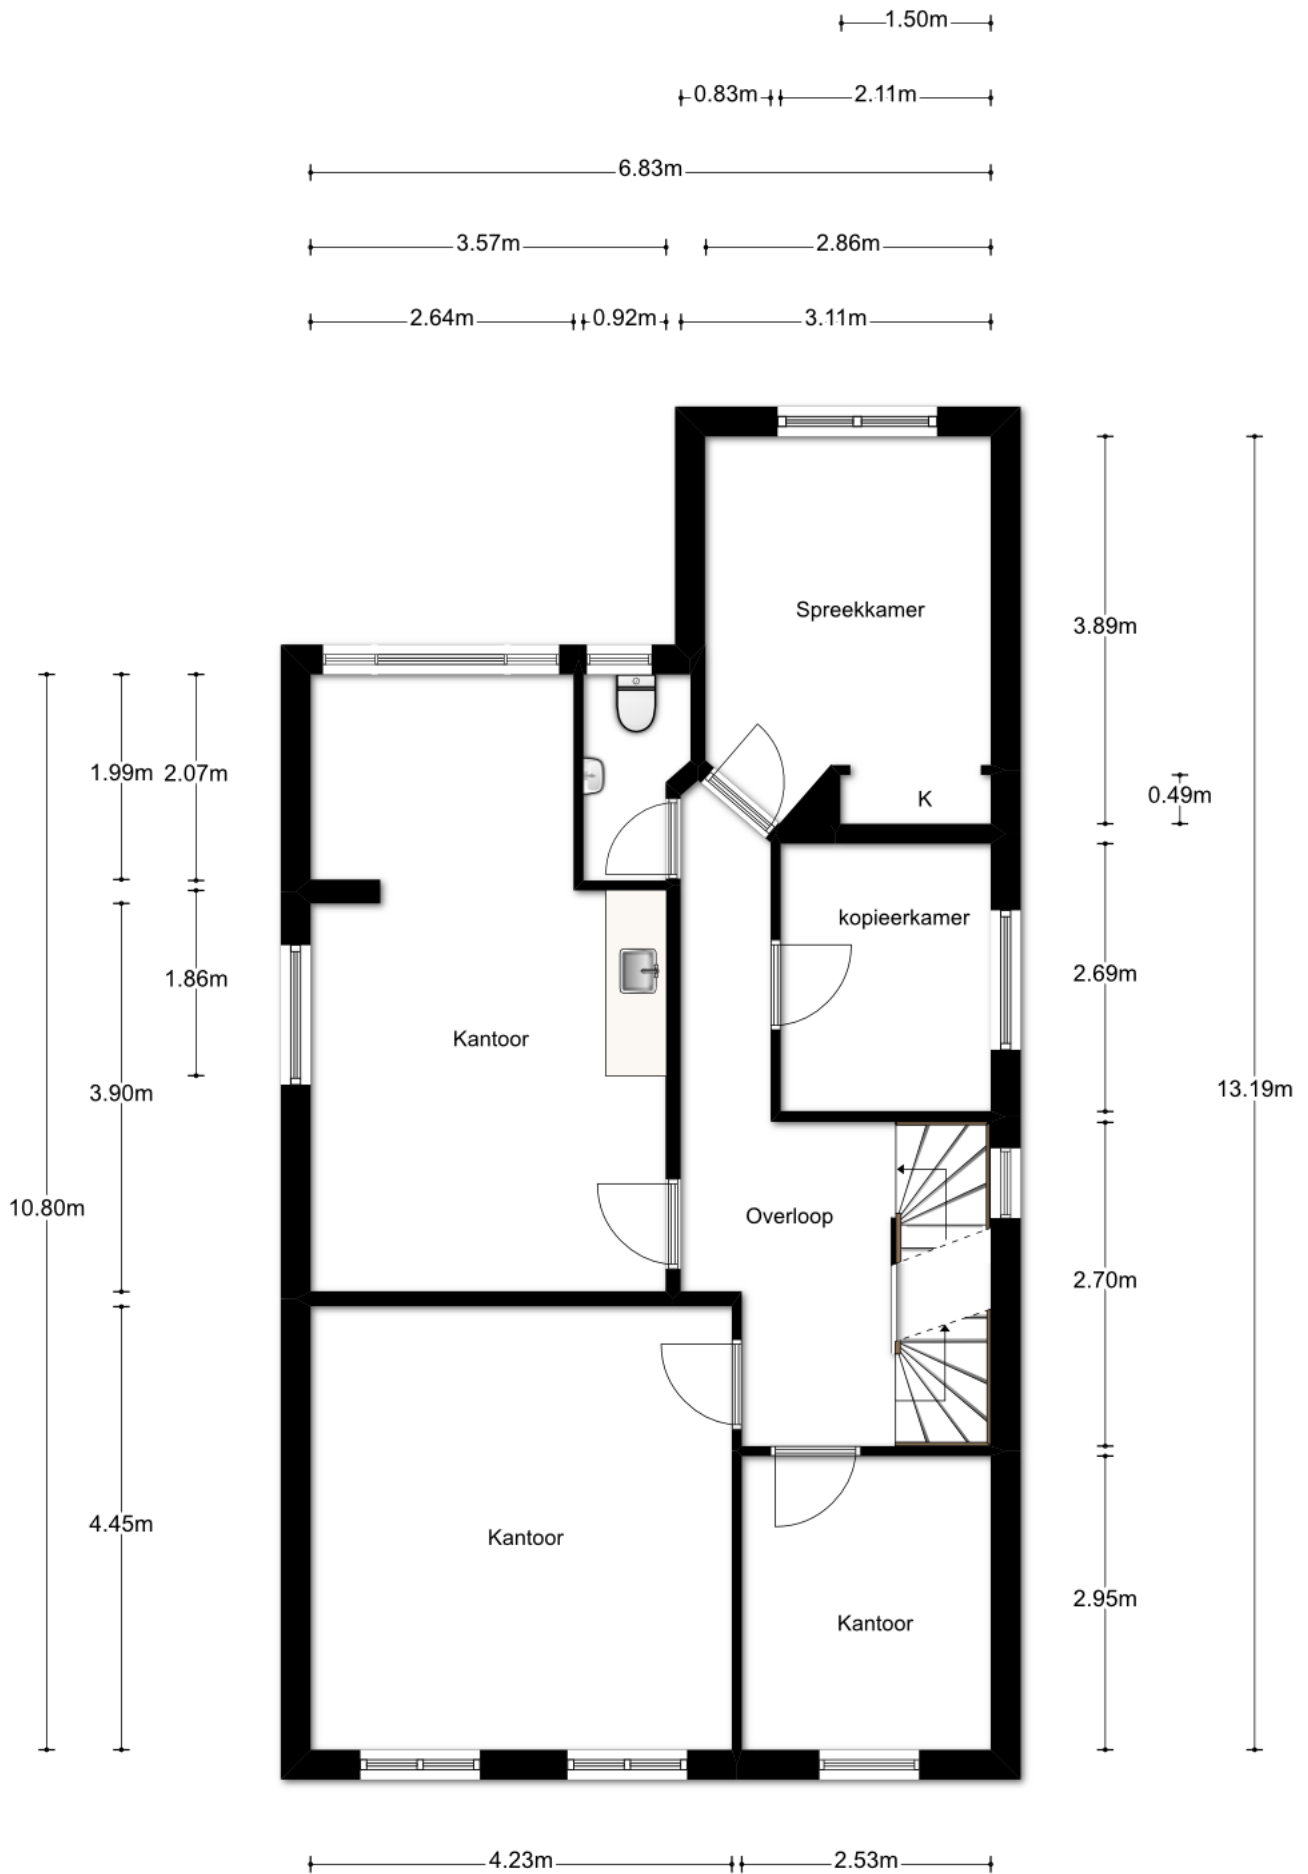 1.50m
0.83m 2.11m
6.83m
3.57m 2.86m
2.64m 0.92m 3.11m
Spreekkamer
3.89m
1.99m 2.07m
K
0.49m
kopieerkamer
1.86m
2.69m
Kantoor
3.90m
13.19m
10.80m
Overloop
2.70m
4.45m
Kantoor
2.95m
Kantoor
4.23m 2.53m